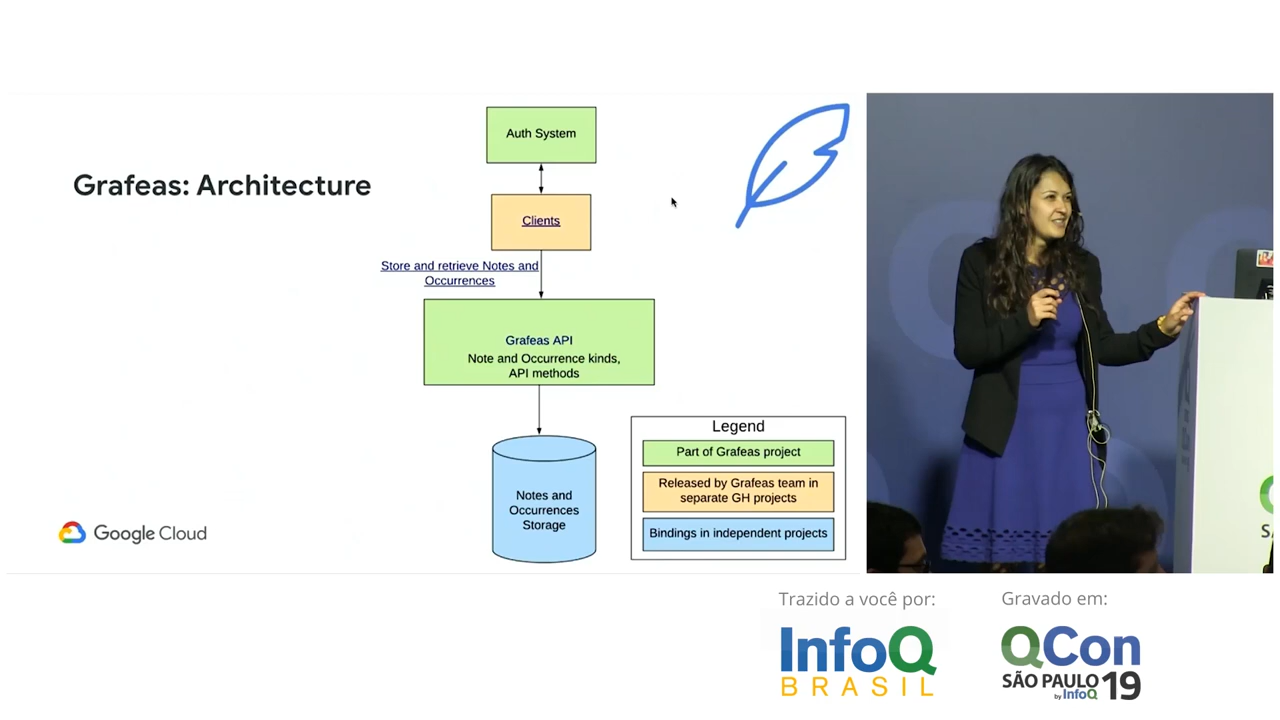 Grafeas: Architecture
Auth System
Clients
Store and retrieve Notes and
Occurrences
Grafeas API
Note and Occurrence kinds,
API methods
Notes and
Occurrences
Storage
Legend
Part of Grafeas project
Released by Grafeas team in
separate GH projects
Bindings in independent projects
Google Cloud
Trazido a você por:
InfoQ
BRASIL
Gravado em:
QCon
SÃO PAULO 19
by InfoQ